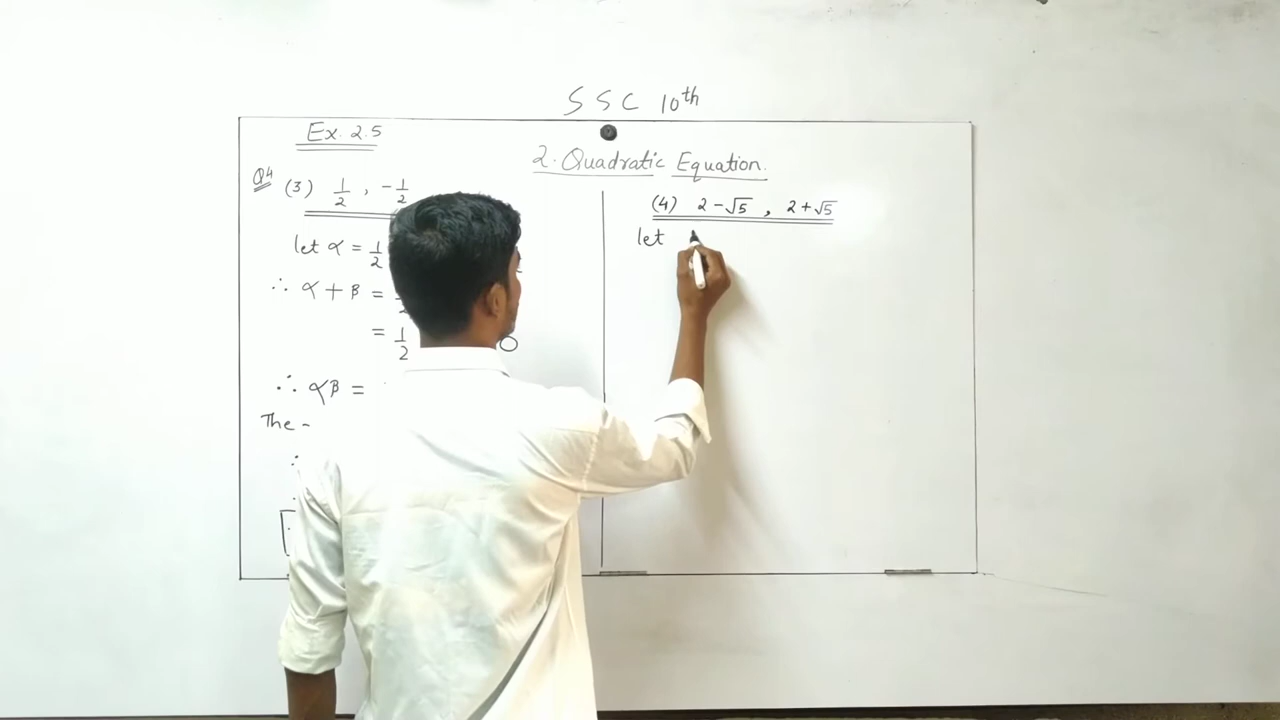 SSC 10th
Ex. 2.5
2. Quadratic Equation.
Q4 (3) 1/2 , -1/2
let α = 1/2
∴ α + β =
= 1/2
∴ αβ =
The
(4) 2-√5 , 2+√5
let